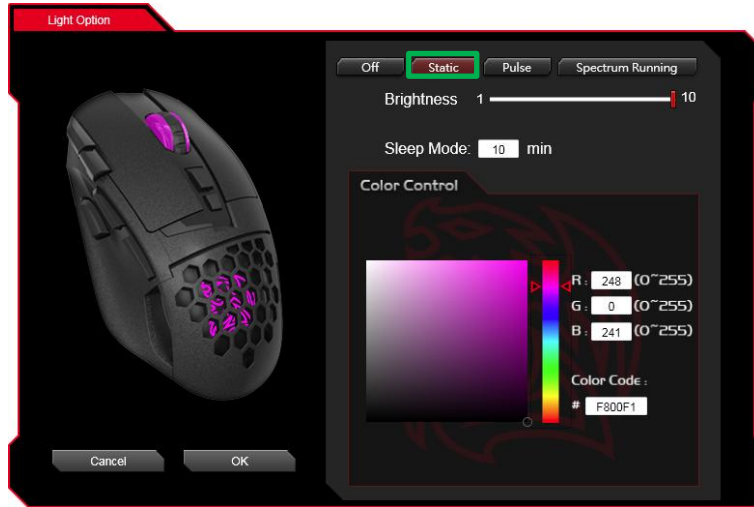 Light Option
Off Static Pulse Spectrum Running
Brightness 1 10
Sleep Mode: 10 min
Color Control
R: 248 (0~255)
G: 0 (0~255)
B: 241 (0~255)
Color Code:
# F800F1
Cancel OK